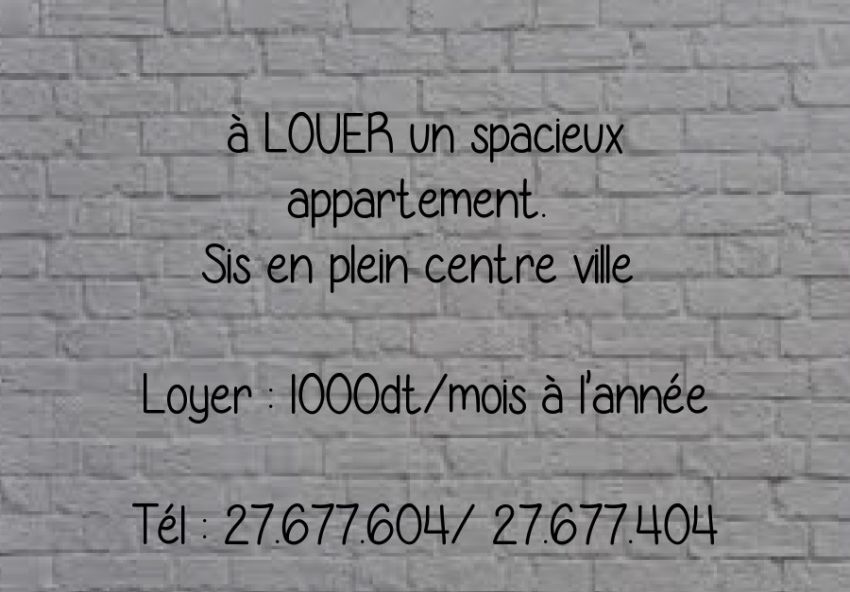 à LOUER un spacieux
appartement.
Sis en plein centre ville
Loyer : 1000dt/mois à l'année
Tél : 27.677.604/ 27.677.404